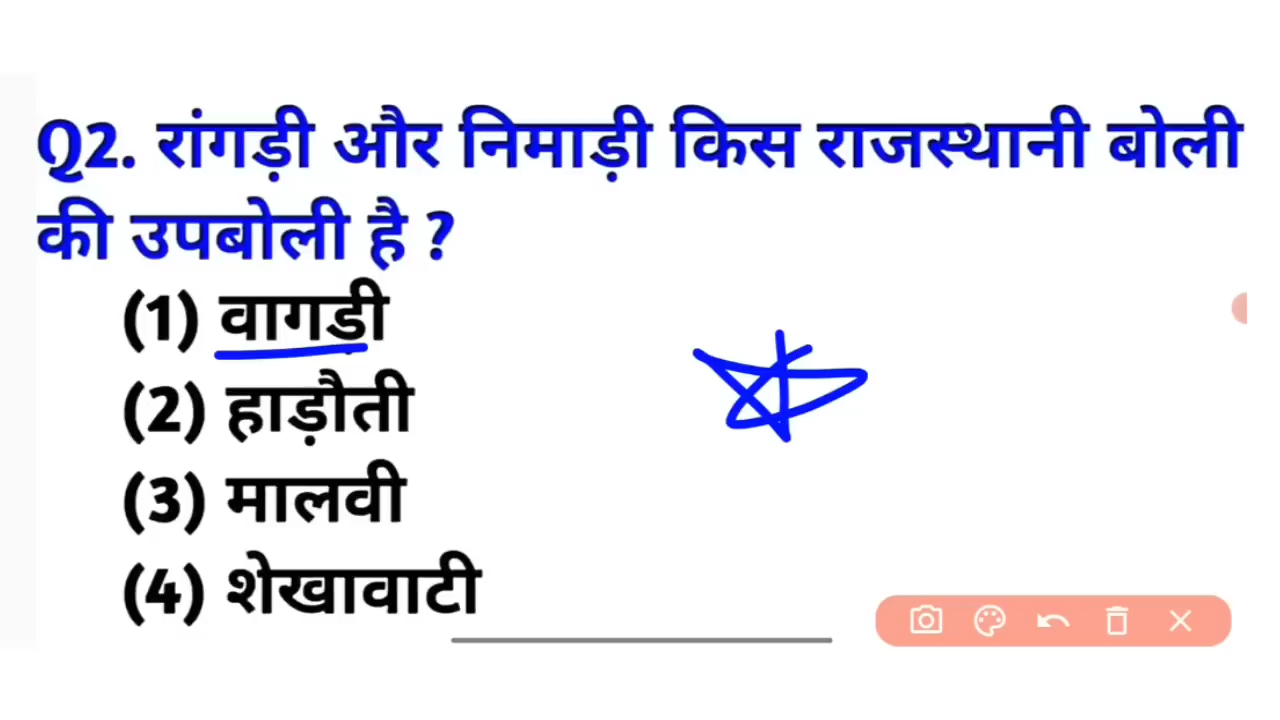 Q2. रांगड़ी और निमाड़ी किस राजस्थानी बोली
की उपबोली है ?
(1) वागड़ी
(2) हाड़ौती
(3) मालवी
(4) शेखावाटी